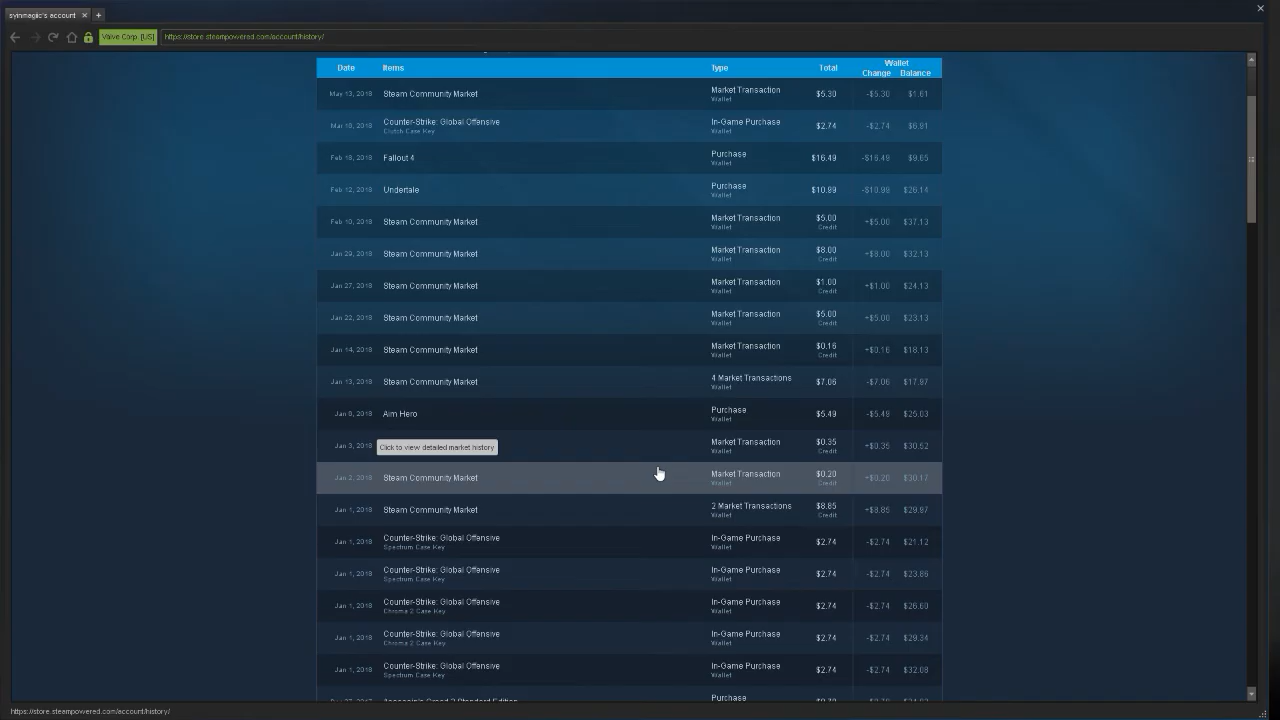 syinmagic's account
Valve Corp. [US] https://store.steampowered.com/account/history/
Date Items Type Total Wallet Change Balance
May 13, 2018 Steam Community Market Market Transaction Wallet $5.30 -$5.30 $1.61
Mar 16, 2018 Counter-Strike: Global Offensive Clutch Case Key In-Game Purchase Wallet $2.74 -$2.74 $6.91
Feb 18, 2018 Fallout 4 Purchase Wallet $16.49 -$16.49 $9.65
Feb 12, 2018 Undertale Purchase Wallet $10.99 -$10.99 $26.14
Feb 10, 2018 Steam Community Market Market Transaction Wallet $5.00 Credit +$5.00 $37.13
Jan 29, 2018 Steam Community Market Market Transaction Wallet $8.00 Credit +$8.00 $32.13
Jan 27, 2018 Steam Community Market Market Transaction Wallet $1.00 Credit +$1.00 $24.13
Jan 22, 2018 Steam Community Market Market Transaction Wallet $5.00 Credit +$5.00 $23.13
Jan 14, 2018 Steam Community Market Market Transaction Wallet $0.16 Credit +$0.16 $18.13
Jan 13, 2018 Steam Community Market 4 Market Transactions Wallet $7.06 -$7.06 $17.97
Jan 6, 2018 Aim Hero Purchase Wallet $5.49 -$5.49 $25.03
Jan 3, 2018 Click to view detailed market history Market Transaction Wallet $0.35 Credit +$0.35 $30.52
Jan 2, 2018 Steam Community Market Market Transaction Wallet $0.20 Credit +$0.20 $30.17
Jan 1, 2018 Steam Community Market 2 Market Transactions Wallet $8.85 Credit +$8.85 $29.97
Jan 1, 2018 Counter-Strike: Global Offensive Spectrum Case Key In-Game Purchase Wallet $2.74 -$2.74 $21.12
Jan 1, 2018 Counter-Strike: Global Offensive Spectrum Case Key In-Game Purchase Wallet $2.74 -$2.74 $23.86
Jan 1, 2018 Counter-Strike: Global Offensive Chroma 2 Case Key In-Game Purchase Wallet $2.74 -$2.74 $26.60
Jan 1, 2018 Counter-Strike: Global Offensive Chroma 2 Case Key In-Game Purchase Wallet $2.74 -$2.74 $29.34
Jan 1, 2018 Counter-Strike: Global Offensive Spectrum Case Key In-Game Purchase Wallet $2.74 -$2.74 $32.08
Purchase
https://store.steampowered.com/account/history/